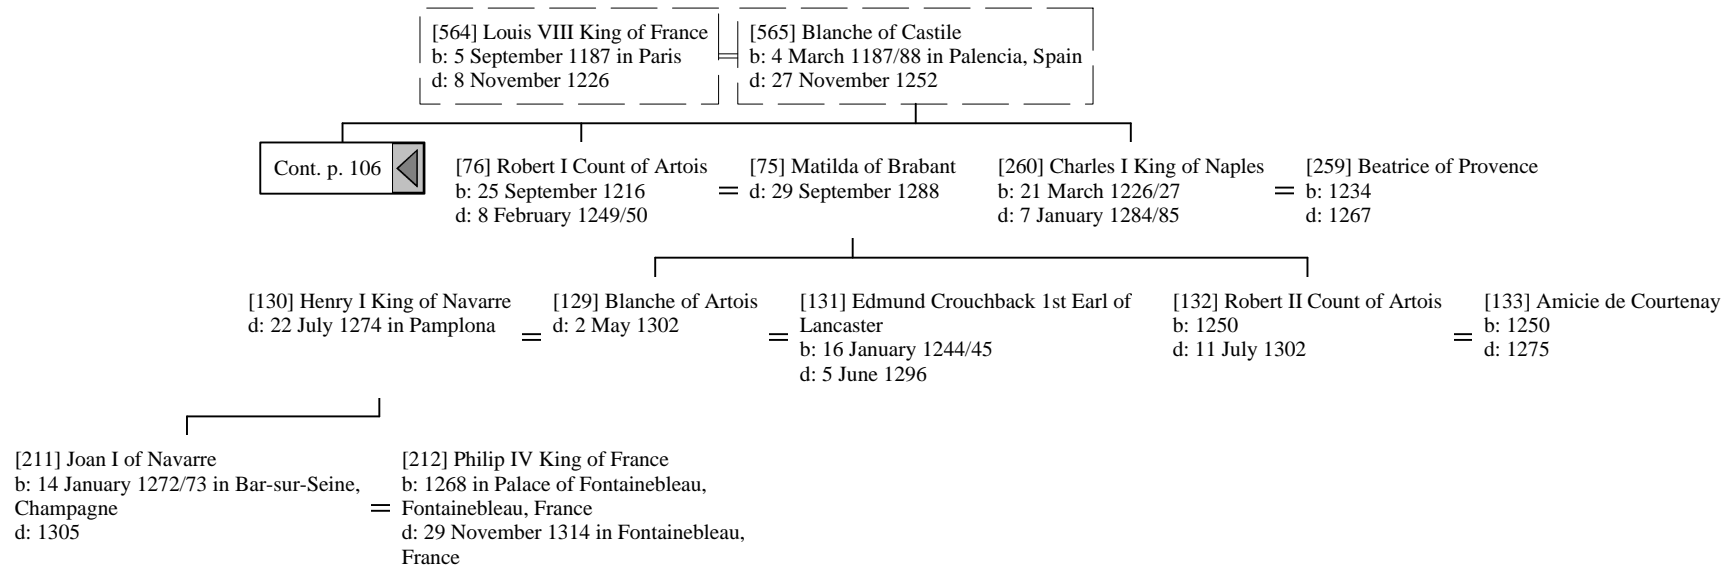 [564] Louis VIII King of France
b: 5 September 1187 in Paris
d: 8 November 1226
[565] Blanche of Castile
b: 4 March 1187/88 in Palencia, Spain
d: 27 November 1252
Cont. p. 106
[76] Robert I Count of Artois
b: 25 September 1216
d: 8 February 1249/50
=
[75] Matilda of Brabant
d: 29 September 1288
[260] Charles I King of Naples
b: 21 March 1226/27
d: 7 January 1284/85
=
[259] Beatrice of Provence
b: 1234
d: 1267
[130] Henry I King of Navarre
d: 22 July 1274 in Pamplona
=
[129] Blanche of Artois
d: 2 May 1302
=
[131] Edmund Crouchback 1st Earl of
Lancaster
b: 16 January 1244/45
d: 5 June 1296
[132] Robert II Count of Artois
b: 1250
d: 11 July 1302
=
[133] Amicie de Courtenay
b: 1250
d: 1275
[211] Joan I of Navarre
b: 14 January 1272/73 in Bar-sur-Seine,
Champagne
d: 1305
=
[212] Philip IV King of France
b: 1268 in Palace of Fontainebleau,
Fontainebleau, France
d: 29 November 1314 in Fontainebleau,
France